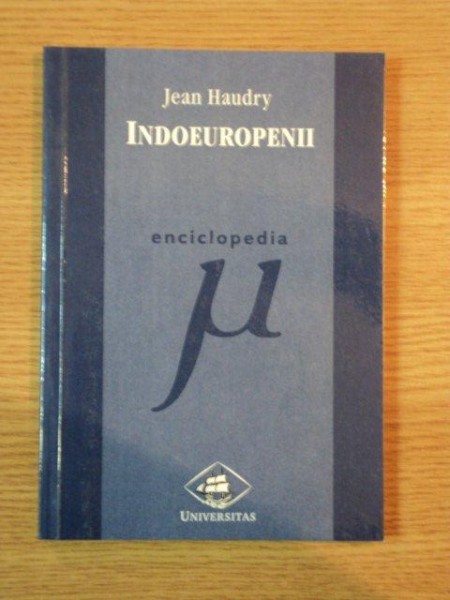 Jean Haudry
INDOEUROPENII
enciclopedia
µ
UNIVERSITAS